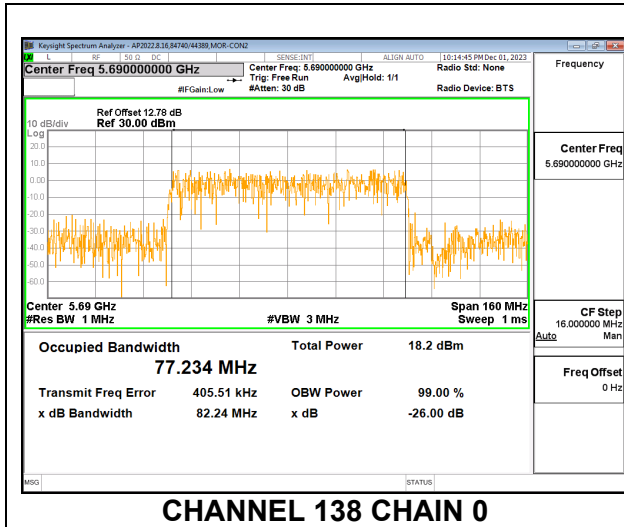 Keysight Spectrum Analyzer - AP2022.8.16,84740/44389,MOR-CON2
LXI L RF 50 Ω DC SENSE:INT ALIGN AUTO 10:14:45 PM Dec 01, 2023
Center Freq 5.690000000 GHz Center Freq: 5.690000000 GHz Radio Std: None
Trig: Free Run Avg|Hold: 1/1
#IFGain:Low #Atten: 30 dB Radio Device: BTS
Frequency
Ref Offset 12.78 dB
10 dB/div Ref 30.00 dBm
Log
20.0
10.0
0.00
-10.0
-20.0
-30.0
-40.0
-50.0
-60.0
Center 5.69 GHz Span 160 MHz
#Res BW 1 MHz #VBW 3 MHz Sweep 1 ms
Occupied Bandwidth Total Power 18.2 dBm
77.234 MHz
Transmit Freq Error 405.51 kHz OBW Power 99.00 %
x dB Bandwidth 82.24 MHz x dB -26.00 dB
Center Freq
5.690000000 GHz
CF Step
16.000000 MHz
Auto Man
Freq Offset
0 Hz
MSG STATUS
CHANNEL 138 CHAIN 0